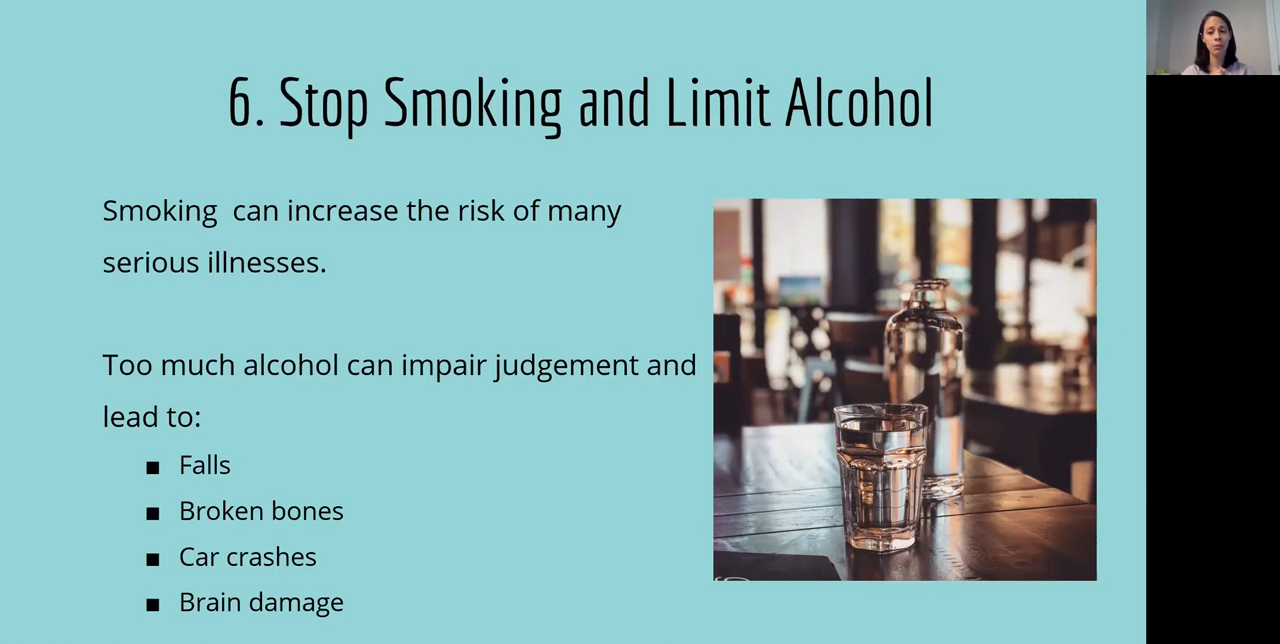 6. Stop Smoking and Limit Alcohol
Smoking  can increase the risk of many
serious illnesses.
Too much alcohol can impair judgement and
lead to:
▪ Falls
▪ Broken bones
▪ Car crashes
▪ Brain damage